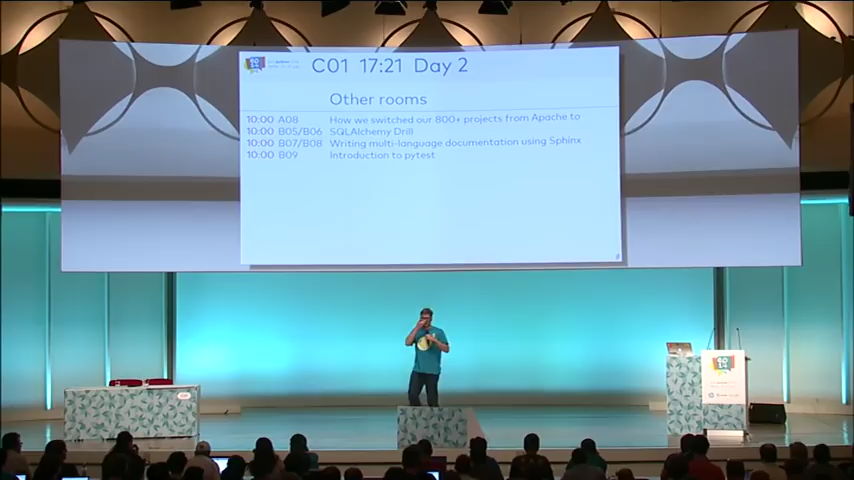 C01 17:21 Day 2
Other rooms
10:00 A08 How we switched our 800+ projects from Apache to
10:00 B05/B06 SQLAlchemy Drill
10:00 B07/B08 Writing multi-language documentation using Sphinx
10:00 B09 Introduction to pytest